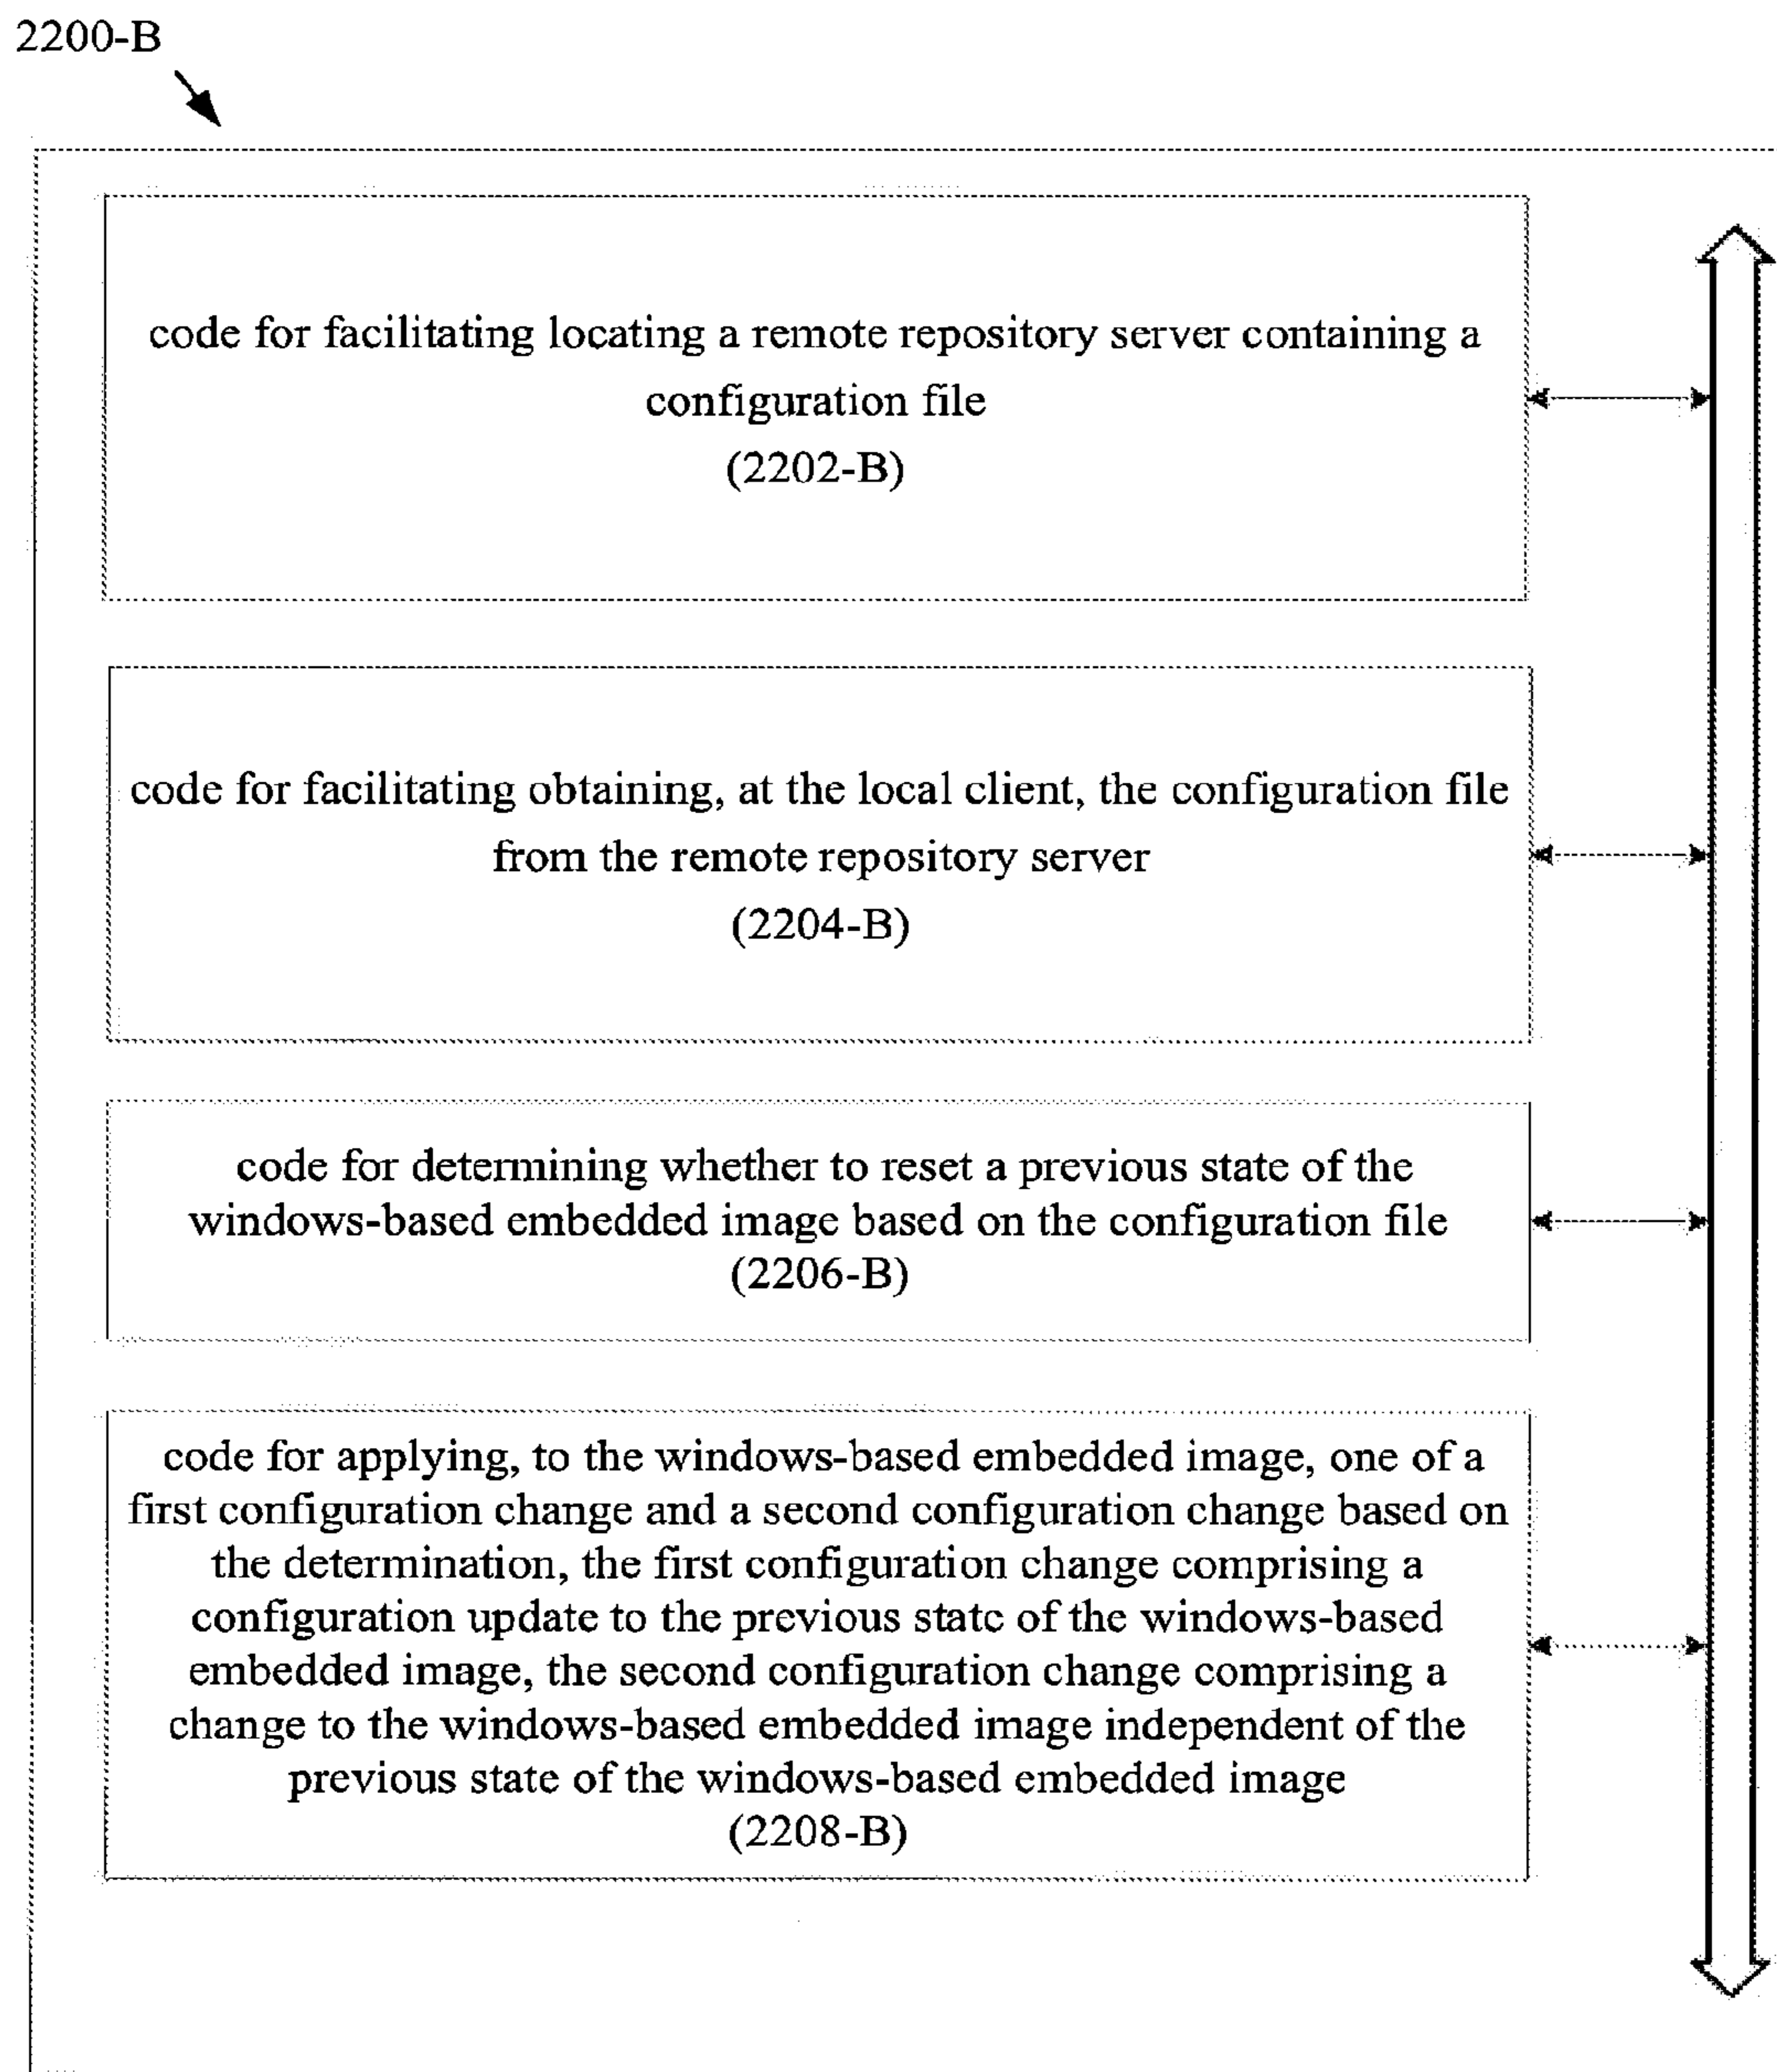 2200-B
code for facilitating locating a remote repository server containing a
configuration file
(2202-B)
code for facilitating obtaining, at the local client, the configuration file
from the remote repository server
(2204-B)
code for determining whether to reset a previous state of the
windows-based embedded image based on the configuration file
(2206-B)
code for applying, to the windows-based embedded image, one of a
first configuration change and a second configuration change based on
the determination, the first configuration change comprising a
configuration update to the previous state of the windows-based
embedded image, the second configuration change comprising a
change to the windows-based embedded image independent of the
previous state of the windows-based embedded image
(2208-B)